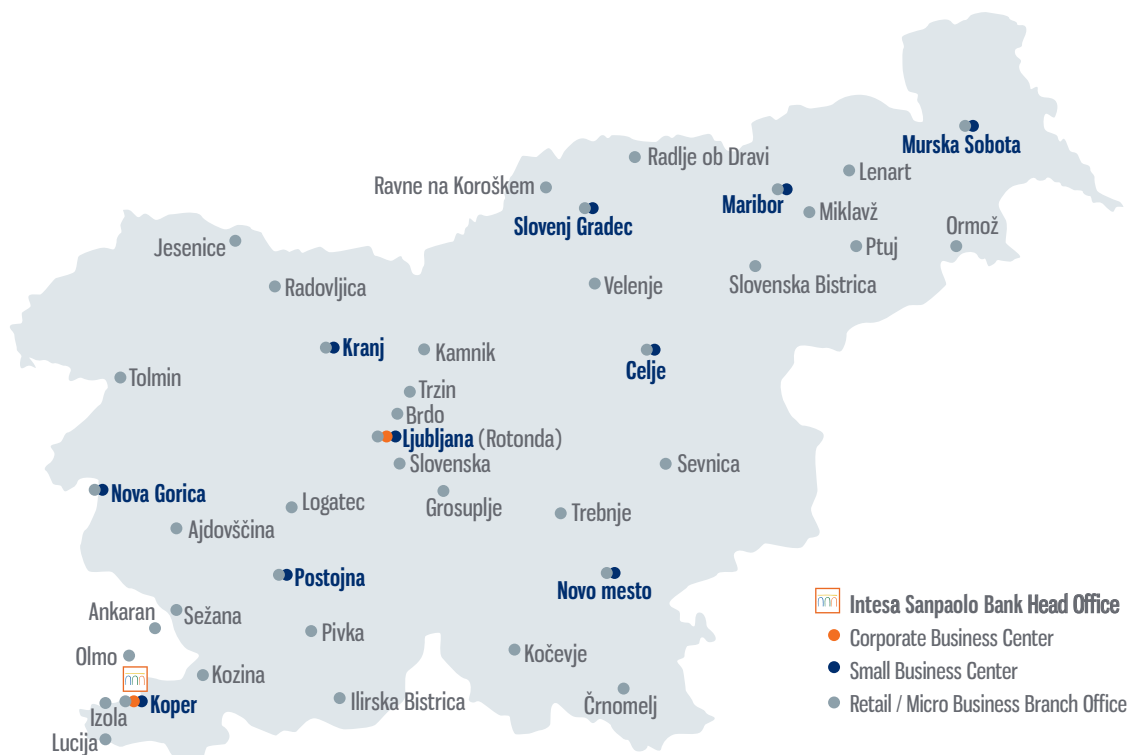 Murska Sobota
Radlje ob Dravi
Lenart
Ravne na Koroškem
Maribor
Miklavž
Slovenj Gradec
Ormož
Jesenice
Ptuj
Radovljica
Velenje
Slovenska Bistrica
Kranj
Kamnik
Celje
Tolmin
Trzin
Brdo
Ljubljana (Rotonda)
Slovenska
Sevnica
Nova Gorica
Logatec
Grosuplje
Trebnje
Ajdovščina
Postojna
Novo mesto
Intesa Sanpaolo Bank Head Office
Ankaran
Sežana
Pivka
Corporate Business Center
Olmo
Kočevje
Kozina
Small Business Center
Koper
Ilirska Bistrica
Črnomelj
Retail / Micro Business Branch Office
Izola
Lucija